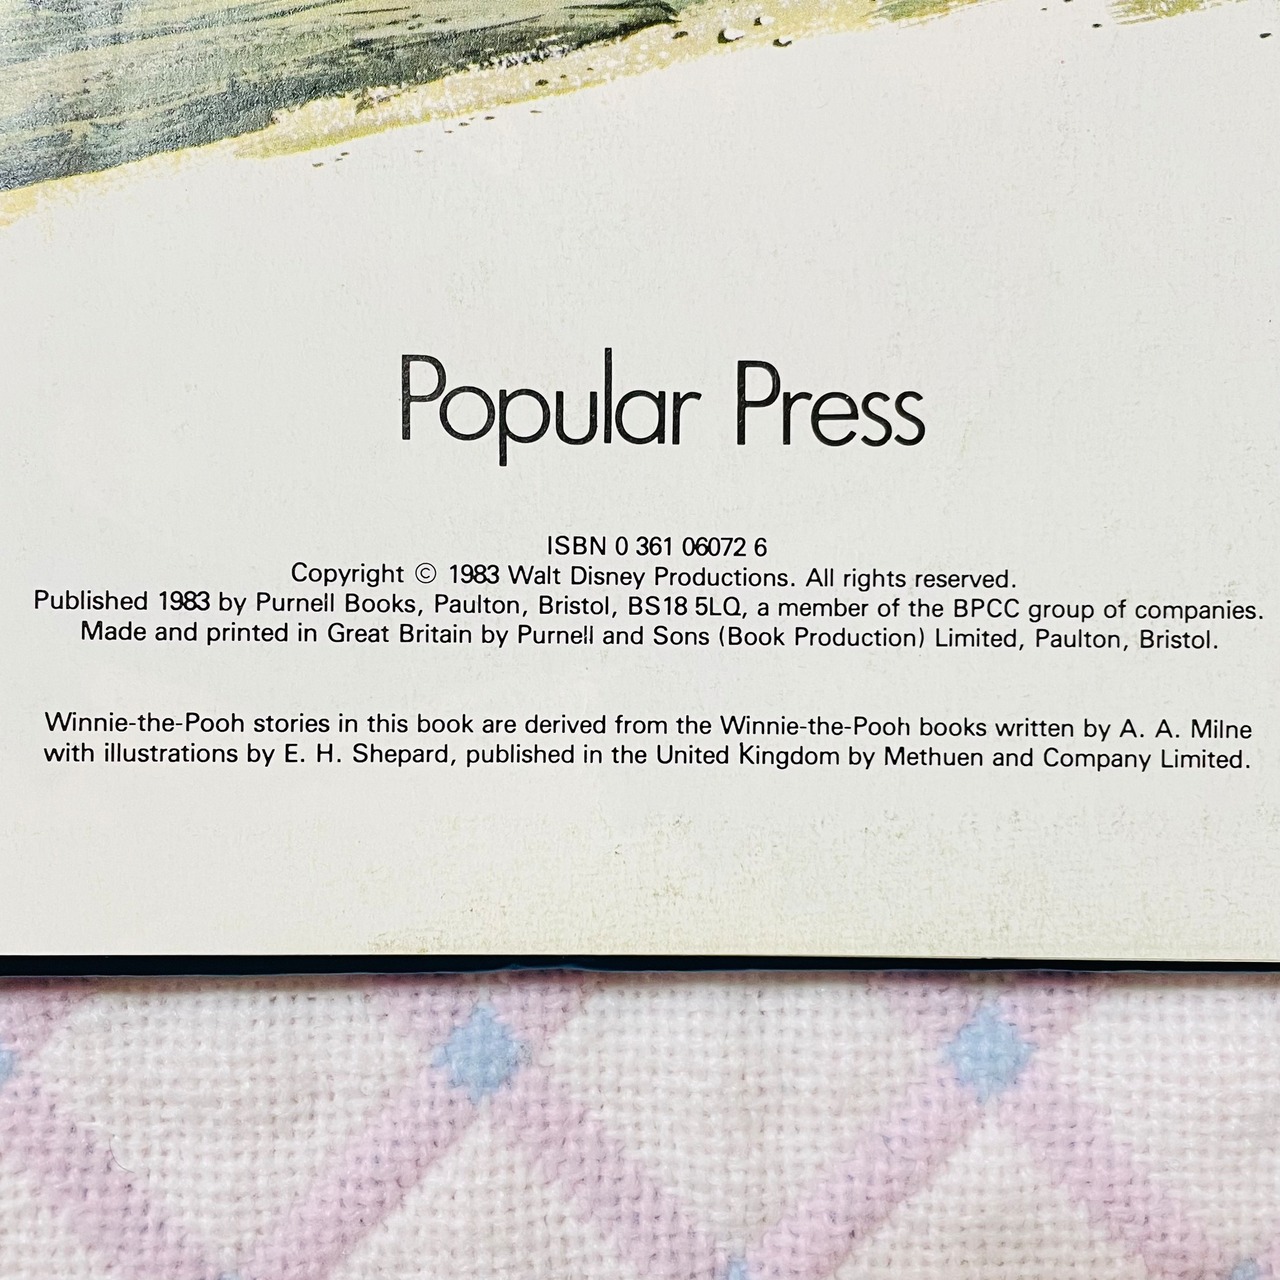 Popular Press
ISBN 0 361 06072 6
Copyright © 1983 Walt Disney Productions. All rights reserved.
Published 1983 by Purnell Books, Paulton, Bristol, BS18 5LQ, a member of the BPCC group of companies.
Made and printed in Great Britain by Purnell and Sons (Book Production) Limited, Paulton, Bristol.
Winnie-the-Pooh stories in this book are derived from the Winnie-the-Pooh books written by A. A. Milne
with illustrations by E. H. Shepard, published in the United Kingdom by Methuen and Company Limited.